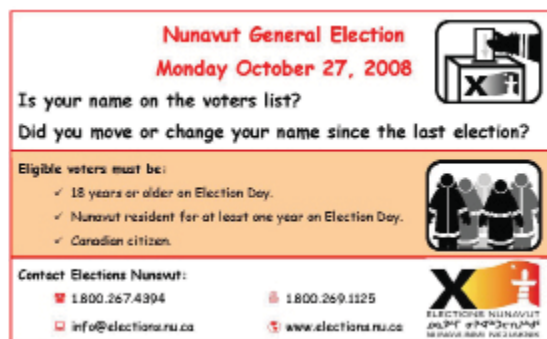 Nunavut General Election
Monday October 27, 2008
Is your name on the voters list?
Did you move or change your name since the last election?
Eligible voters must be:
✓ 18 years or older on Election Day.
✓ Nunavut resident for at least one year on Election Day.
✓ Canadian citizen.
Contact Elections Nunavut:
1.800.267.4394 1.800.269.1125
info@elections.nu.ca www.elections.nu.ca
ELECTIONS NUNAVUT